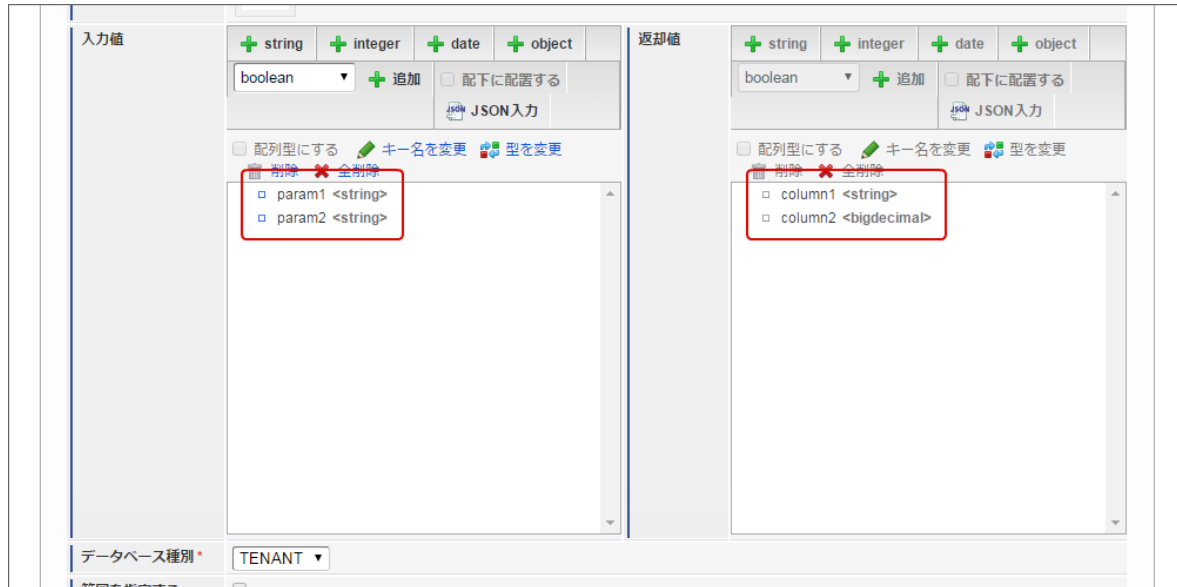 入力値
string integer date object
boolean 追加 配下に配置する
JSON JSON入力
配列型にする キー名を変更 型を変更
削除 全削除
param1 <string>
param2 <string>
返却値
string integer date object
boolean 追加 配下に配置する
JSON JSON入力
配列型にする キー名を変更 型を変更
削除 全削除
column1 <string>
column2 <bigdecimal>
データベース種別* TENANT